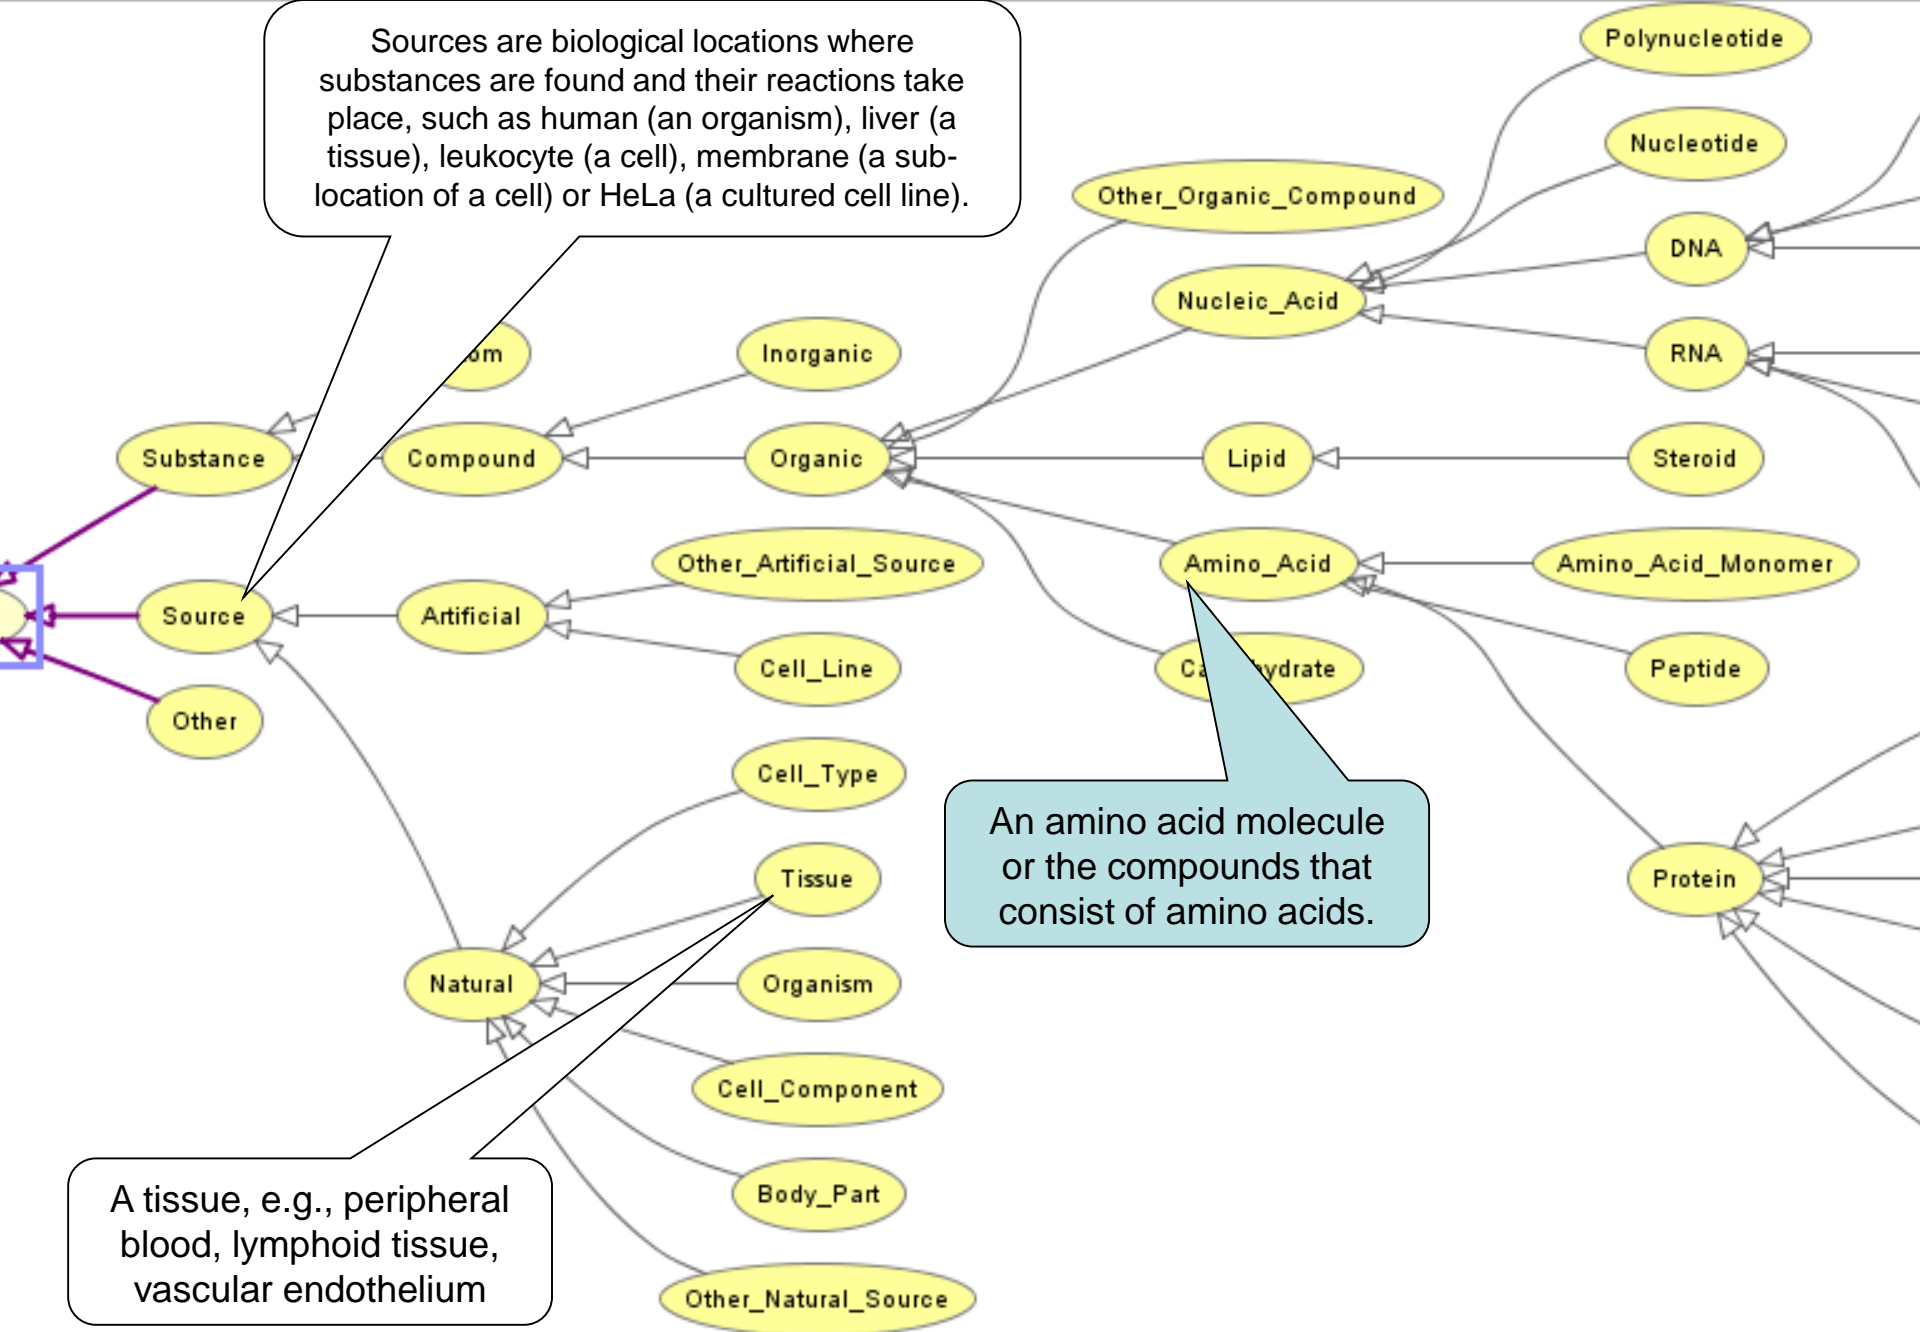 Sources are biological locations where
substances are found and their reactions take
place, such as human (an organism), liver (a
tissue), leukocyte (a cell), membrane (a sub-
location of a cell) or HeLa (a cultured cell line).
Polynucleotide
Nucleotide
Other_Organic_Compound
DNA
Nucleic_Acid
Inorganic
RNA
Substance
Compound
Organic
Lipid
Steroid
Other_Artificial_Source
Amino_Acid
Amino_Acid_Monomer
Source
Artificial
Cell_Line
Peptide
Other
Cell_Type
An amino acid molecule
or the compounds that
consist of amino acids.
Tissue
Protein
Natural
Organism
Cell_Component
Body_Part
A tissue, e.g., peripheral
blood, lymphoid tissue,
vascular endothelium
Other_Natural_Source